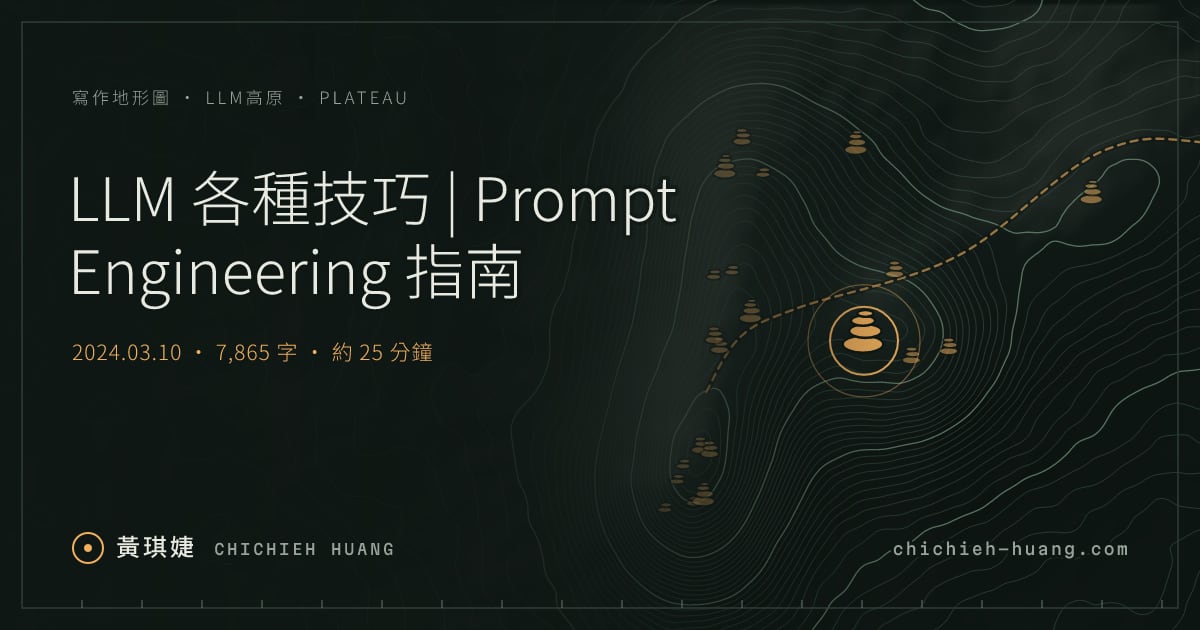 寫作地形圖 · LLM高原 · PLATEAU
LLM 各種技巧 | Prompt
Engineering 指南
2024.03.10 · 7,865 字 · 約 25 分鐘
黃琪婕 CHICHIEH HUANG
chichieh-huang.com